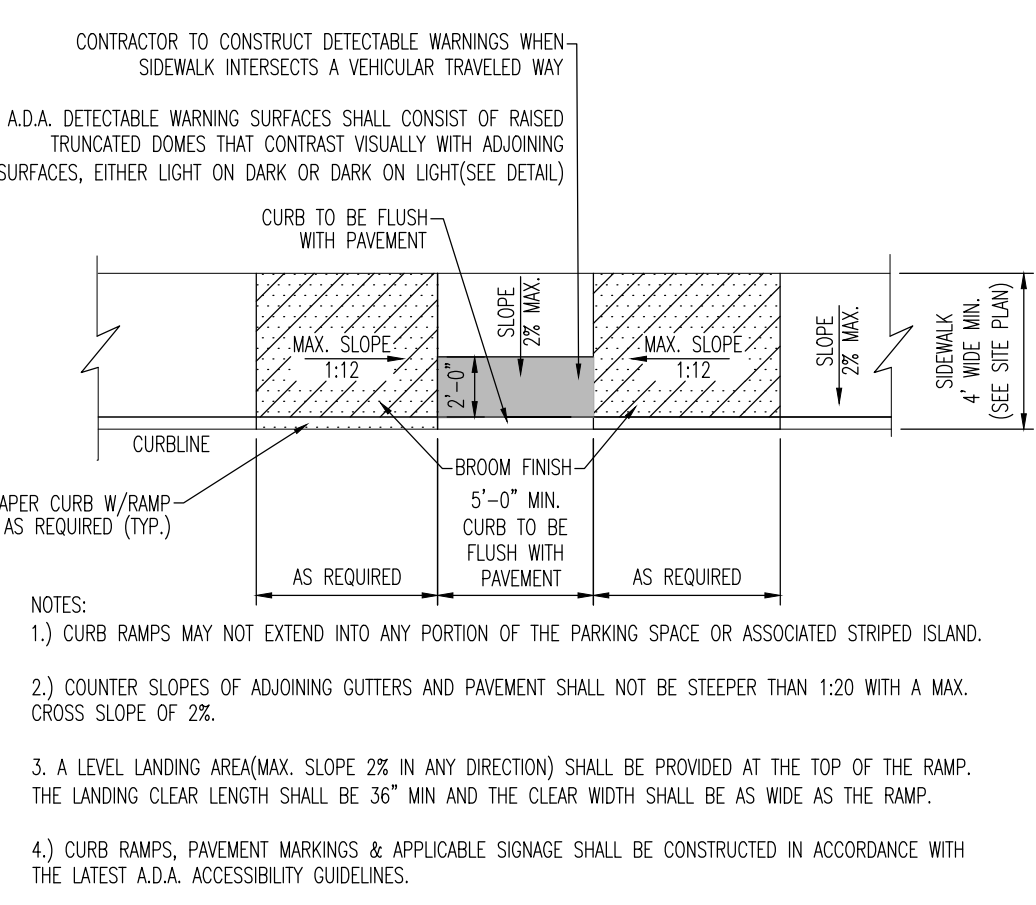 CONTRACTOR TO CONSTRUCT DETECTABLE WARNINGS WHEN
SIDEWALK INTERSECTS A VEHICULAR TRAVELED WAY
A.D.A. DETECTABLE WARNING SURFACES SHALL CONSIST OF RAISED
TRUNCATED DOMES THAT CONTRAST VISUALLY WITH ADJOINING
SURFACES, EITHER LIGHT ON DARK OR DARK ON LIGHT(SEE DETAIL)
CURB TO BE FLUSH
WITH PAVEMENT
MAX. SLOPE
1:12
2'-0"
SLOPE
2% MAX.
MAX. SLOPE
1:12
SLOPE
2% MAX.
SIDEWALK
4' WIDE MIN.
(SEE SITE PLAN)
CURBLINE
APER CURB W/RAMP
AS REQUIRED (TYP.)
BROOM FINISH
5'-0" MIN.
CURB TO BE
FLUSH WITH
PAVEMENT
AS REQUIRED
AS REQUIRED
NOTES:
1.) CURB RAMPS MAY NOT EXTEND INTO ANY PORTION OF THE PARKING SPACE OR ASSOCIATED STRIPED ISLAND.
2.) COUNTER SLOPES OF ADJOINING GUTTERS AND PAVEMENT SHALL NOT BE STEEPER THAN 1:20 WITH A MAX.
CROSS SLOPE OF 2%.
3. A LEVEL LANDING AREA(MAX. SLOPE 2% IN ANY DIRECTION) SHALL BE PROVIDED AT THE TOP OF THE RAMP.
THE LANDING CLEAR LENGTH SHALL BE 36" MIN AND THE CLEAR WIDTH SHALL BE AS WIDE AS THE RAMP.
4.) CURB RAMPS, PAVEMENT MARKINGS & APPLICABLE SIGNAGE SHALL BE CONSTRUCTED IN ACCORDANCE WITH
THE LATEST A.D.A. ACCESSIBILITY GUIDELINES.